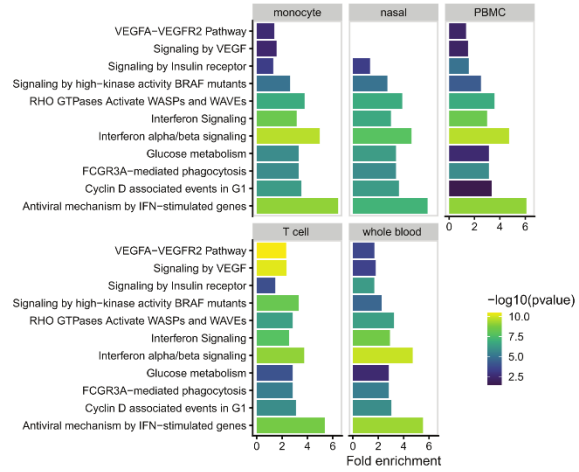 monocyte nasal PBMC
VEGFA−VEGFR2 Pathway
Signaling by VEGF
Signaling by Insulin receptor
Signaling by high−kinase activity BRAF mutants
RHO GTPases Activate WASPs and WAVEs
Interferon Signaling
Interferon alpha/beta signaling
Glucose metabolism
FCGR3A−mediated phagocytosis
Cyclin D associated events in G1
Antiviral mechanism by IFN−stimulated genes
0 2 4 6
T cell whole blood
VEGFA−VEGFR2 Pathway
Signaling by VEGF
Signaling by Insulin receptor
Signaling by high−kinase activity BRAF mutants
RHO GTPases Activate WASPs and WAVEs
Interferon Signaling
Interferon alpha/beta signaling
Glucose metabolism
FCGR3A−mediated phagocytosis
Cyclin D associated events in G1
Antiviral mechanism by IFN−stimulated genes
0 2 4 6 0 2 4 6
Fold enrichment
−log10(pvalue)
10.0
7.5
5.0
2.5